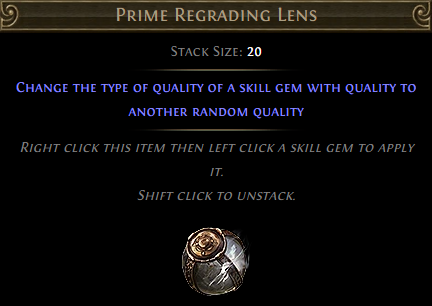 Prime Regrading Lens
Stack Size: 20
Change the type of quality of a skill gem with quality to
another random quality
Right click this item then left click a skill gem to apply
it.
Shift click to unstack.